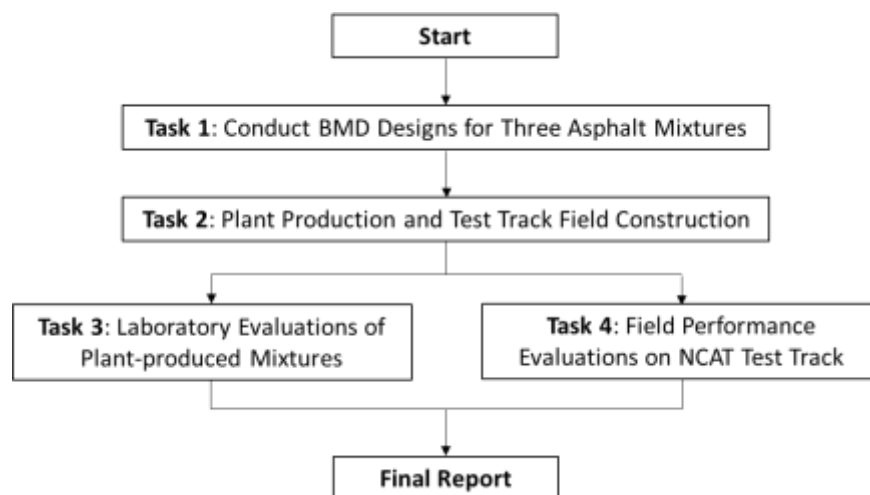 Start
Task 1: Conduct BMD Designs for Three Asphalt Mixtures
Task 2: Plant Production and Test Track Field Construction
Task 3: Laboratory Evaluations of
Plant-produced Mixtures
Task 4: Field Performance
Evaluations on NCAT Test Track
Final Report